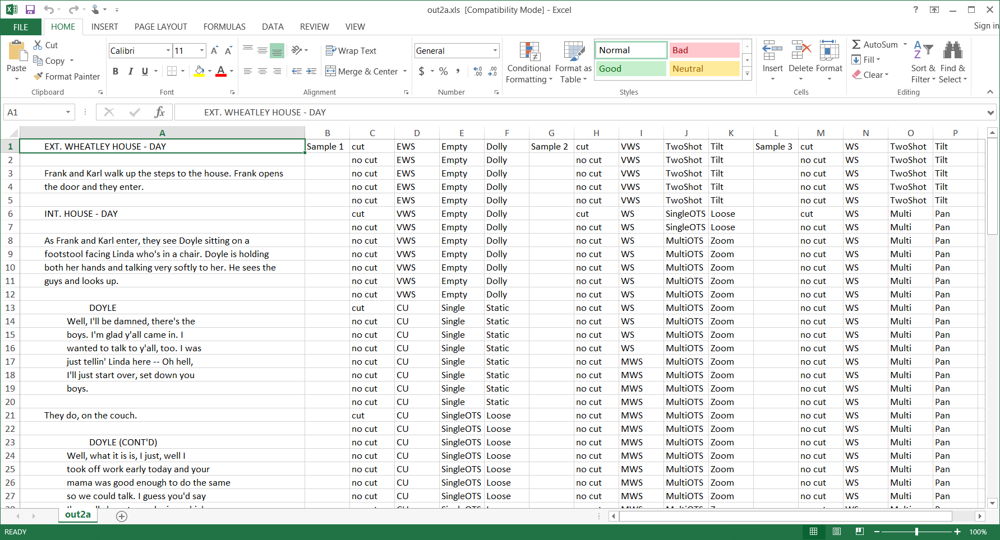 out2a.xls [Compatibility Mode] - Excel
?
FILE HOME INSERT PAGE LAYOUT FORMULAS DATA REVIEW VIEW Sign in
Cut Calibri 11 Wrap Text General Normal Bad AutoSum
Copy Fill
Paste Format Painter B I U Merge & Center $ % , Conditional Formatting Format as Table Good Neutral Insert Delete Format Clear Sort & Filter Find & Select
Clipboard Font Alignment Number Styles Cells Editing
A1 fx EXT. WHEATLEY HOUSE - DAY
A B C D E F G H I J K L M N O P
1 EXT. WHEATLEY HOUSE - DAY Sample 1 cut EWS Empty Dolly Sample 2 cut VWS TwoShot Tilt Sample 3 cut WS TwoShot Tilt
2 no cut EWS Empty Dolly no cut VWS TwoShot Tilt no cut WS TwoShot Tilt
3 Frank and Karl walk up the steps to the house. Frank opens no cut EWS Empty Dolly no cut VWS TwoShot Tilt no cut WS TwoShot Tilt
4 the door and they enter. no cut EWS Empty Dolly no cut VWS TwoShot Tilt no cut WS TwoShot Tilt
5 no cut EWS Empty Dolly no cut VWS TwoShot Tilt no cut WS TwoShot Tilt
6 INT. HOUSE - DAY cut VWS Empty Dolly cut WS SingleOTS Loose cut WS Multi Pan
7 no cut VWS Empty Dolly no cut WS SingleOTS Loose no cut WS Multi Pan
8 As Frank and Karl enter, they see Doyle sitting on a no cut VWS Empty Dolly no cut WS MultiOTS Zoom no cut WS Multi Pan
9 footstool facing Linda who's in a chair. Doyle is holding no cut VWS Empty Dolly no cut WS MultiOTS Zoom no cut WS Multi Pan
10 both her hands and talking very softly to her. He sees the no cut VWS Empty Dolly no cut WS MultiOTS Zoom no cut WS Multi Pan
11 guys and looks up. no cut VWS Empty Dolly no cut WS MultiOTS Zoom no cut WS Multi Pan
12 no cut VWS Empty Dolly no cut WS MultiOTS Zoom no cut WS Multi Pan
13 DOYLE cut CU Single Static no cut WS MultiOTS Zoom no cut WS Multi Pan
14 Well, I'll be damned, there's the no cut CU Single Static no cut WS MultiOTS Zoom no cut WS Multi Pan
15 boys. I'm glad y'all came in. I no cut CU Single Static no cut WS MultiOTS Zoom no cut WS Multi Pan
16 wanted to talk to y'all, too. I was no cut CU Single Static no cut WS MultiOTS Zoom no cut WS Multi Pan
17 just tellin' Linda here -- Oh hell, no cut CU Single Static no cut MWS MultiOTS Zoom no cut WS Multi Pan
18 I'll just start over, set down you no cut CU Single Static no cut MWS MultiOTS Zoom no cut WS Multi Pan
19 boys. no cut CU Single Static no cut MWS MultiOTS Zoom no cut WS Multi Pan
20 no cut CU Single Static no cut MWS MultiOTS Zoom no cut WS Multi Pan
21 They do, on the couch. cut CU SingleOTS Loose no cut MWS MultiOTS Zoom no cut WS Multi Pan
22 no cut CU SingleOTS Loose no cut MWS MultiOTS Zoom no cut WS Multi Pan
23 DOYLE (CONT'D) no cut CU SingleOTS Loose no cut MWS MultiOTS Zoom no cut WS Multi Pan
24 Well, what it is is, I just, well I no cut CU SingleOTS Loose no cut MWS MultiOTS Zoom no cut WS Multi Pan
25 took off work early today and your no cut CU SingleOTS Loose no cut MWS MultiOTS Zoom no cut WS Multi Pan
26 mama was good enough to do the same no cut CU SingleOTS Loose no cut MWS MultiOTS Zoom no cut WS Multi Pan
27 so we could talk. I guess you'd say no cut CU SingleOTS Loose no cut MWS MultiOTS Zoom no cut WS Multi Pan
out2a
READY 100%